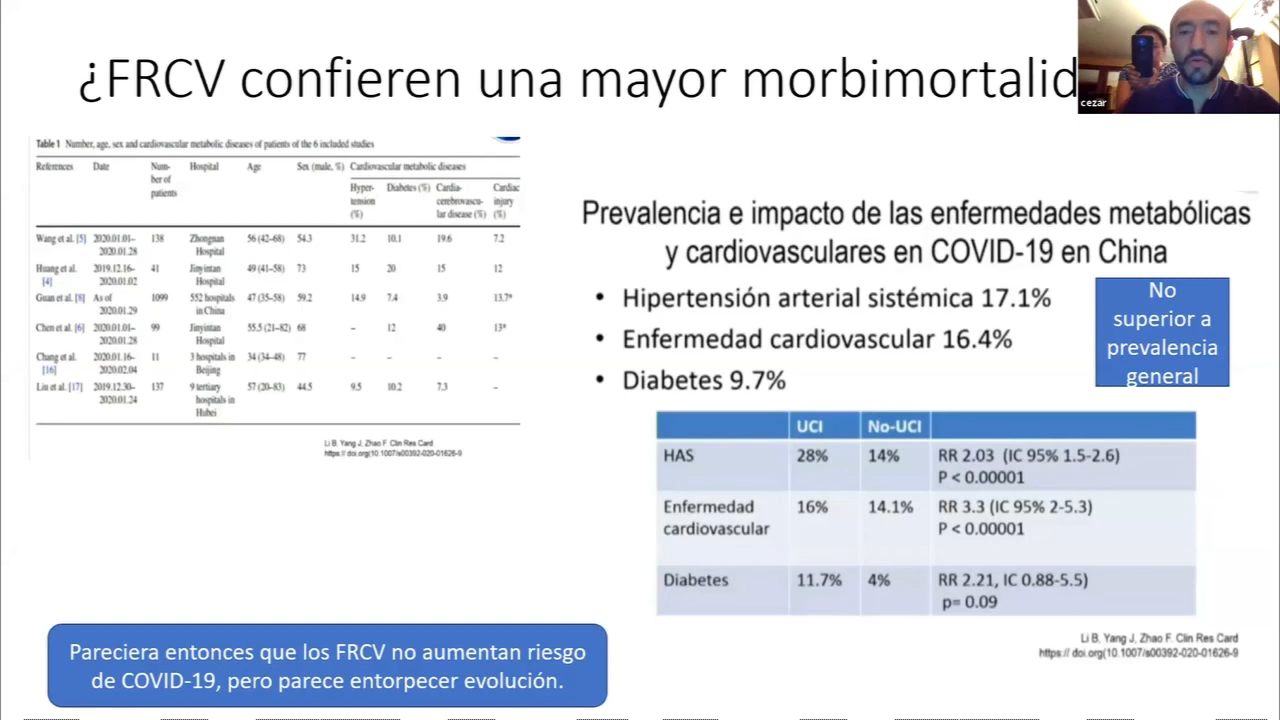 ¿FRCV confieren una mayor morbimortalid
cezar
Table 1 Number, age, sex and cardiovascular metabolic diseases of patients of the 6 included studies
References Date Num- Hospital Age Sex (male, %) Cardiovascular metabolic diseases
ber of
patients
Hyper- Diabetes (%) Cardia- Cardiac
tension cerebrovascu- injury
(%) lar disease (%) (%)
Wang et al. [5] 2020.01.01– 138 Zhongnan 56 (42–68) 54.3 31.2 10.1 19.6 7.2
2020.01.28 Hospital
Huang et al. 2019.12.16– 41 Jinyintan 49 (41–58) 73 15 20 15 12
[4] 2020.01.02 Hospital
Guan et al. [8] As of 1099 552 hospitals 47 (35–58) 59.2 14.9 7.4 3.9 13.7*
2020.01.29 in China
Chen et al. [6] 2020.01.01– 99 Jinyintan 55.5 (21–82) 68 – 12 40 13*
2020.01.28 Hospital
Chang et al. 2020.01.16– 11 3 hospitals in 34 (34–48) 77 – – – –
[16] 2020.02.04 Beijing
Liu et al. [17] 2019.12.30– 137 9 tertiary 57 (20–83) 44.5 9.5 10.2 7.3 –
2020.01.24 hospitals in
Hubei
Li B, Yang J, Zhao F. Clin Res Card
https:// doi.org(10.1007/s00392-020-01626-9
Prevalencia e impacto de las enfermedades metabólicas
y cardiovasculares en COVID-19 en China
• Hipertensión arterial sistémica 17.1%
• Enfermedad cardiovascular 16.4%
• Diabetes 9.7%
No
superior a
prevalencia
general
UCI No-UCI
HAS 28% 14% RR 2.03 (IC 95% 1.5-2.6)
P < 0.00001
Enfermedad 16% 14.1% RR 3.3 (IC 95% 2-5.3)
cardiovascular P < 0.00001
Diabetes 11.7% 4% RR 2.21, IC 0.88-5.5)
p= 0.09
Li B, Yang J, Zhao F. Clin Res Card
https:// doi.org(10.1007/s00392-020-01626-9
Pareciera entonces que los FRCV no aumentan riesgo
de COVID-19, pero parece entorpecer evolución.